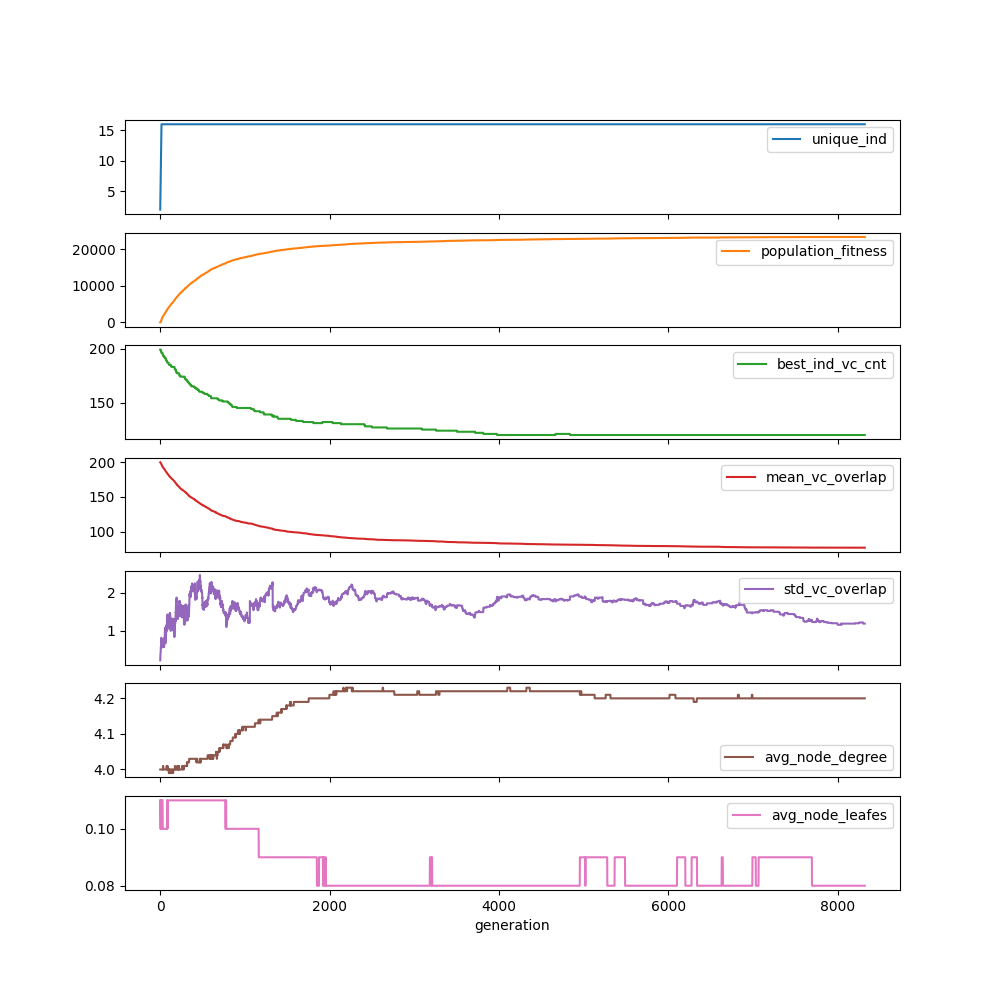 15
10
5
unique_ind
20000
10000
0
population_fitness
200
150
best_ind_vc_cnt
200
150
100
mean_vc_overlap
2
1
std_vc_overlap
4.2
4.1
4.0
avg_node_degree
0.10
0.08
avg_node_leafes
0 2000 4000 6000 8000
generation